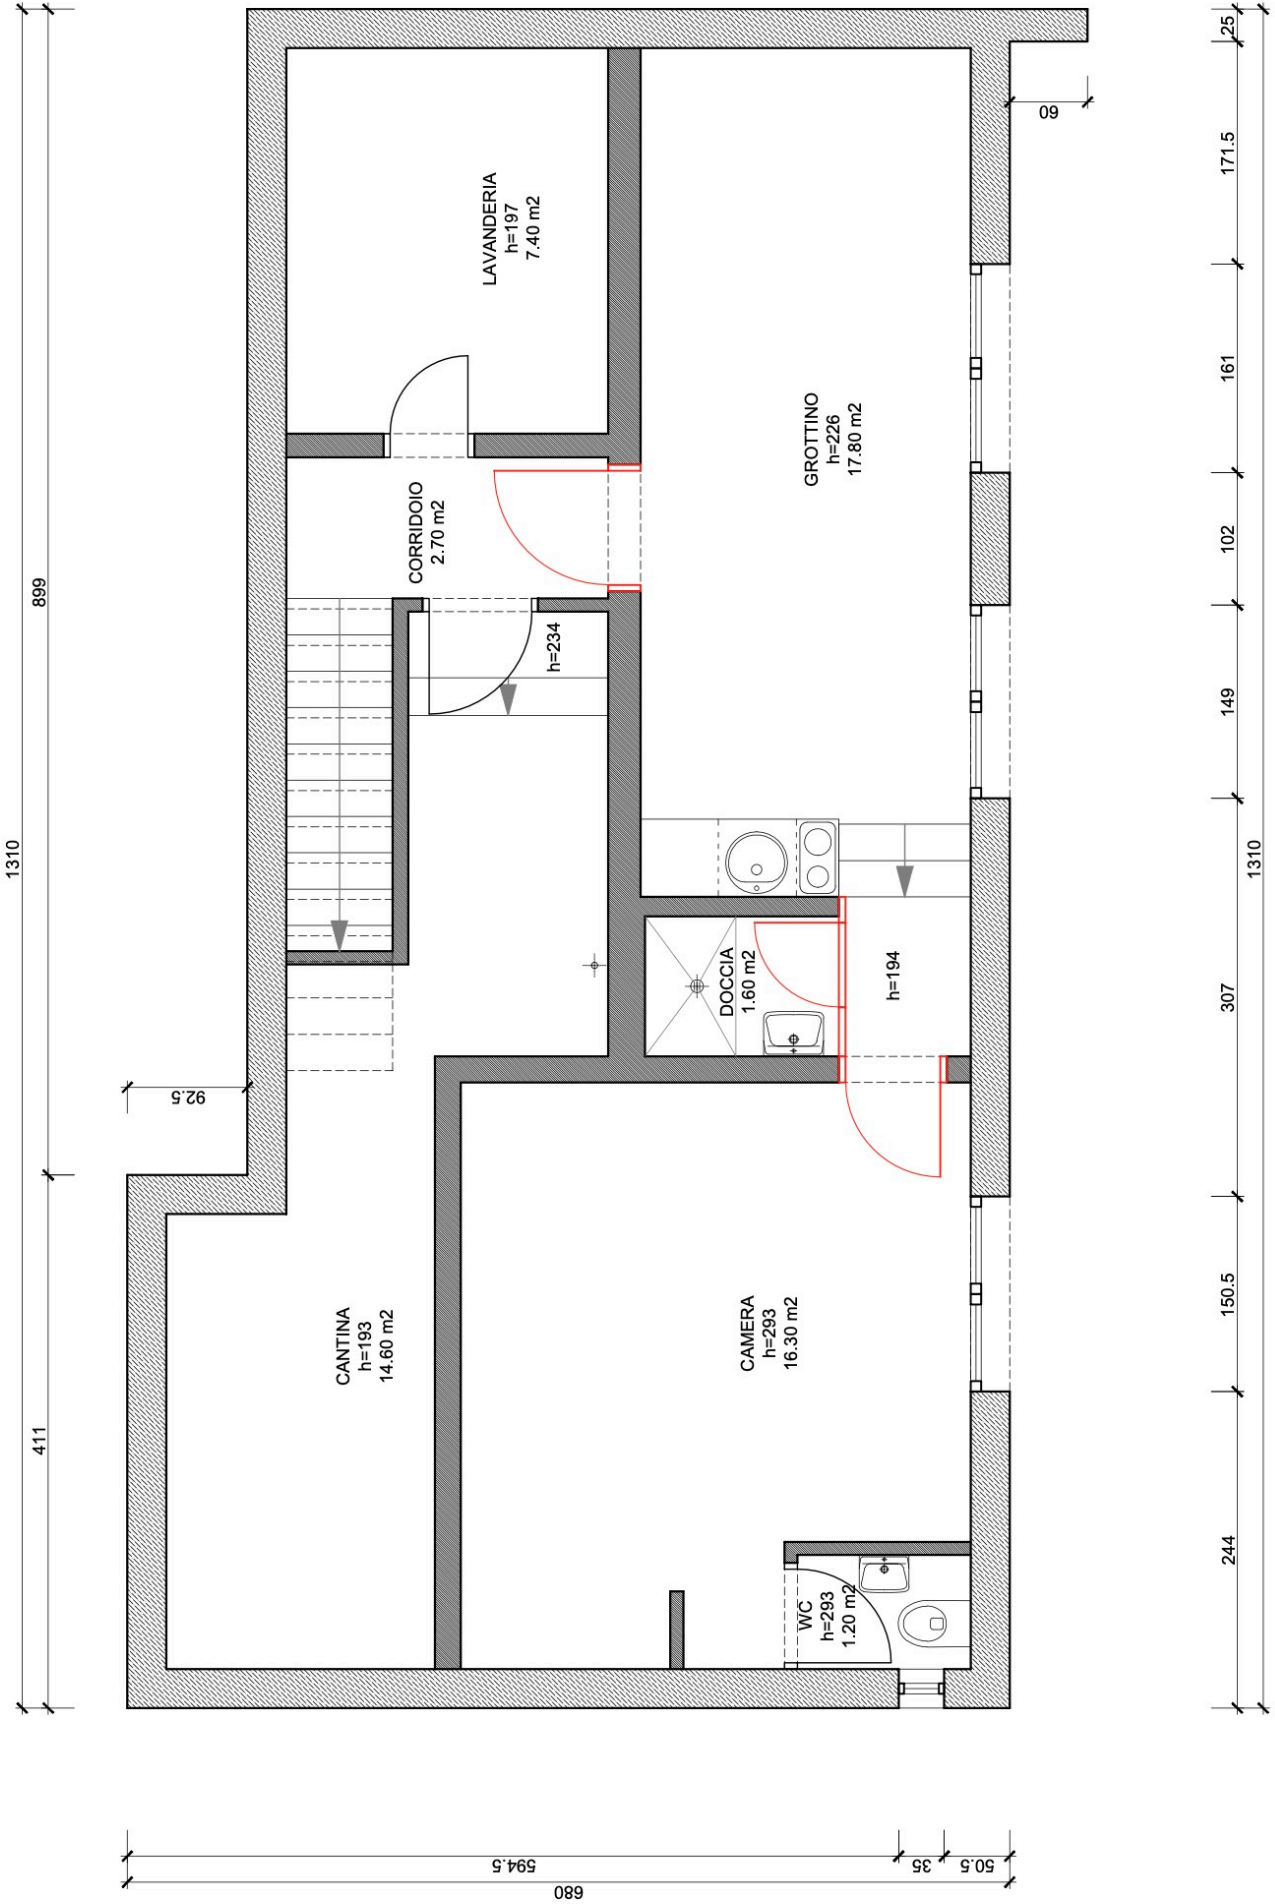 1310
899
411
92.5
25
171.5
161
102
149
307
150.5
244
1310
60
LAVANDERIA
h=197
7.40 m2
CORRIDOIO
2.70 m2
h=234
GROTTINO
h=226
17.80 m2
DOCCIA
1.60 m2
h=194
CANTINA
h=193
14.60 m2
CAMERA
h=293
16.30 m2
WC
h=293
1.20 m2
594.5
35
50.5
680